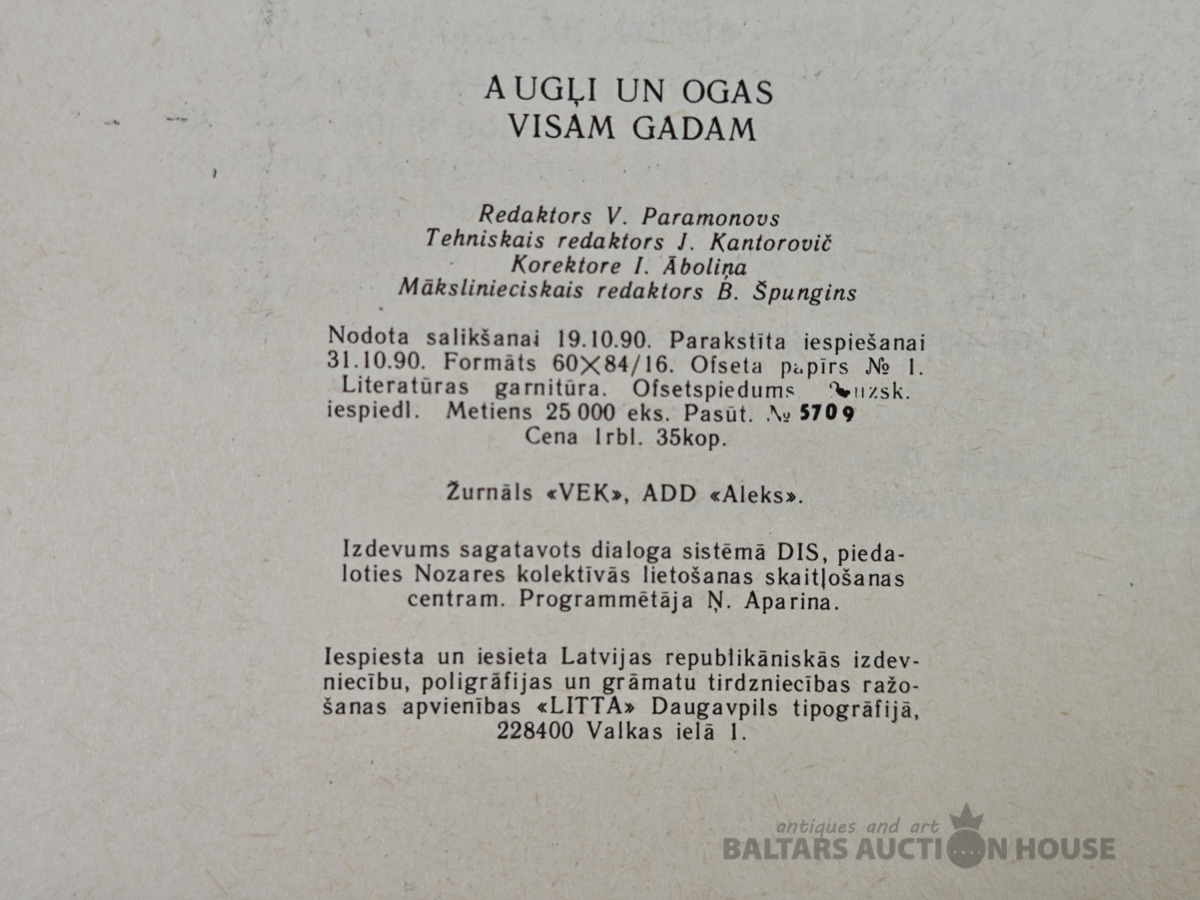 AUGĻI UN OGAS
VISAM GADAM
Redaktors V. Paramonovs
Tehniskais redaktors J. Kantorovič
Korektore I. Āboliņa
Mākslinieciskais redaktors B. Špungins
Nodota salikšanai 19.10.90. Parakstīta iespiešanai
31.10.90. Formāts 60×84/16. Ofseta papīrs № 1.
Literatūras garnitūra. Ofsetspiedums
iespiedl. Metiens 25 000 eks. Pasūt. № 5709
Cena 1rbl. 35kop.
Žurnāls «VEK», ADD «Aleks».
Izdevums sagatavots dialoga sistēmā DIS, pieda-
loties Nozares kolektīvās lietošanas skaitļošanas
centram. Programmētāja Ņ. Aparina.
Iespiesta un iesieta Latvijas republikāniskās izdev-
niecību, poligrāfijas un grāmatu tirdzniecības ražo-
šanas apvienības «LITTA» Daugavpils tipogrāfijā,
228400 Valkas ielā 1.
antiques and art
BALTARS AUCTION HOUSE